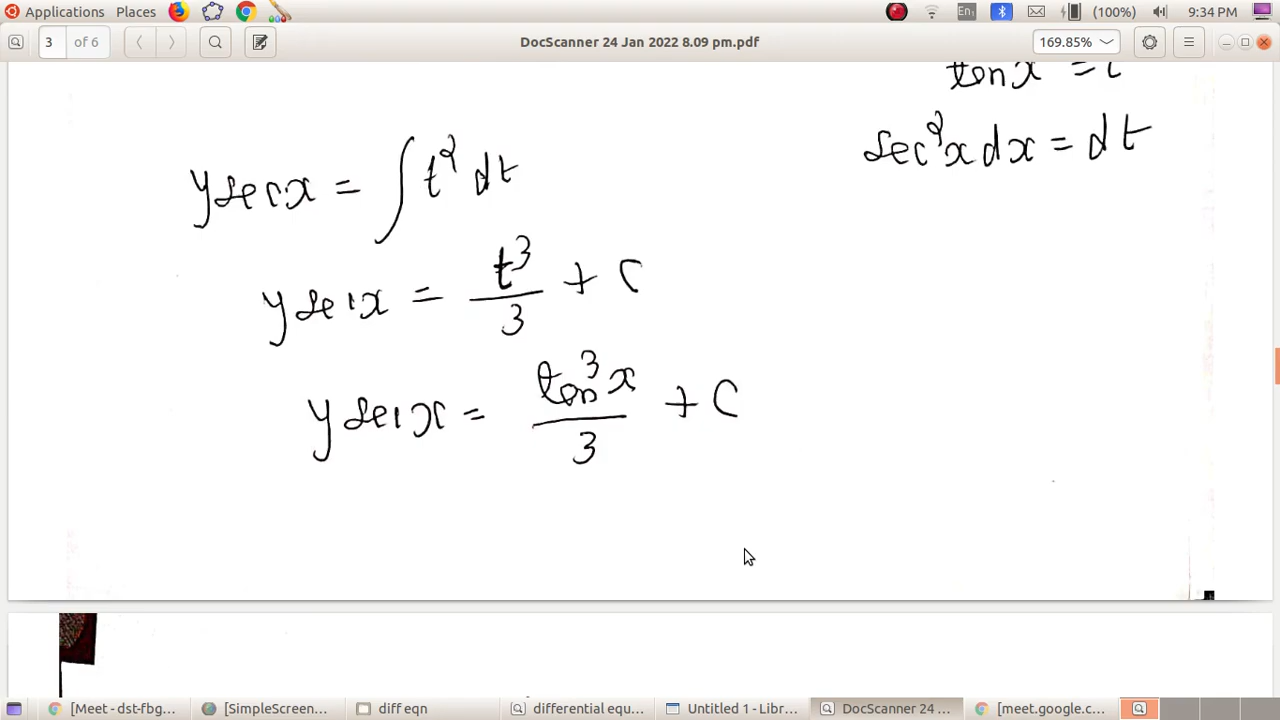 Applications Places En1 (100%) 9:34 PM
3 of 6 DocScanner 24 Jan 2022 8.09 pm.pdf 169.85%
tan x = t
sec²x dx = dt
y sec x = ∫ t² dt
y sec x = t³/3 + C
y sec x = tan³x/3 + C
[Meet - dst-fbg... [SimpleScreen... diff eqn differential equ... Untitled 1 - Libr... DocScanner 24 ... [meet.google.c...